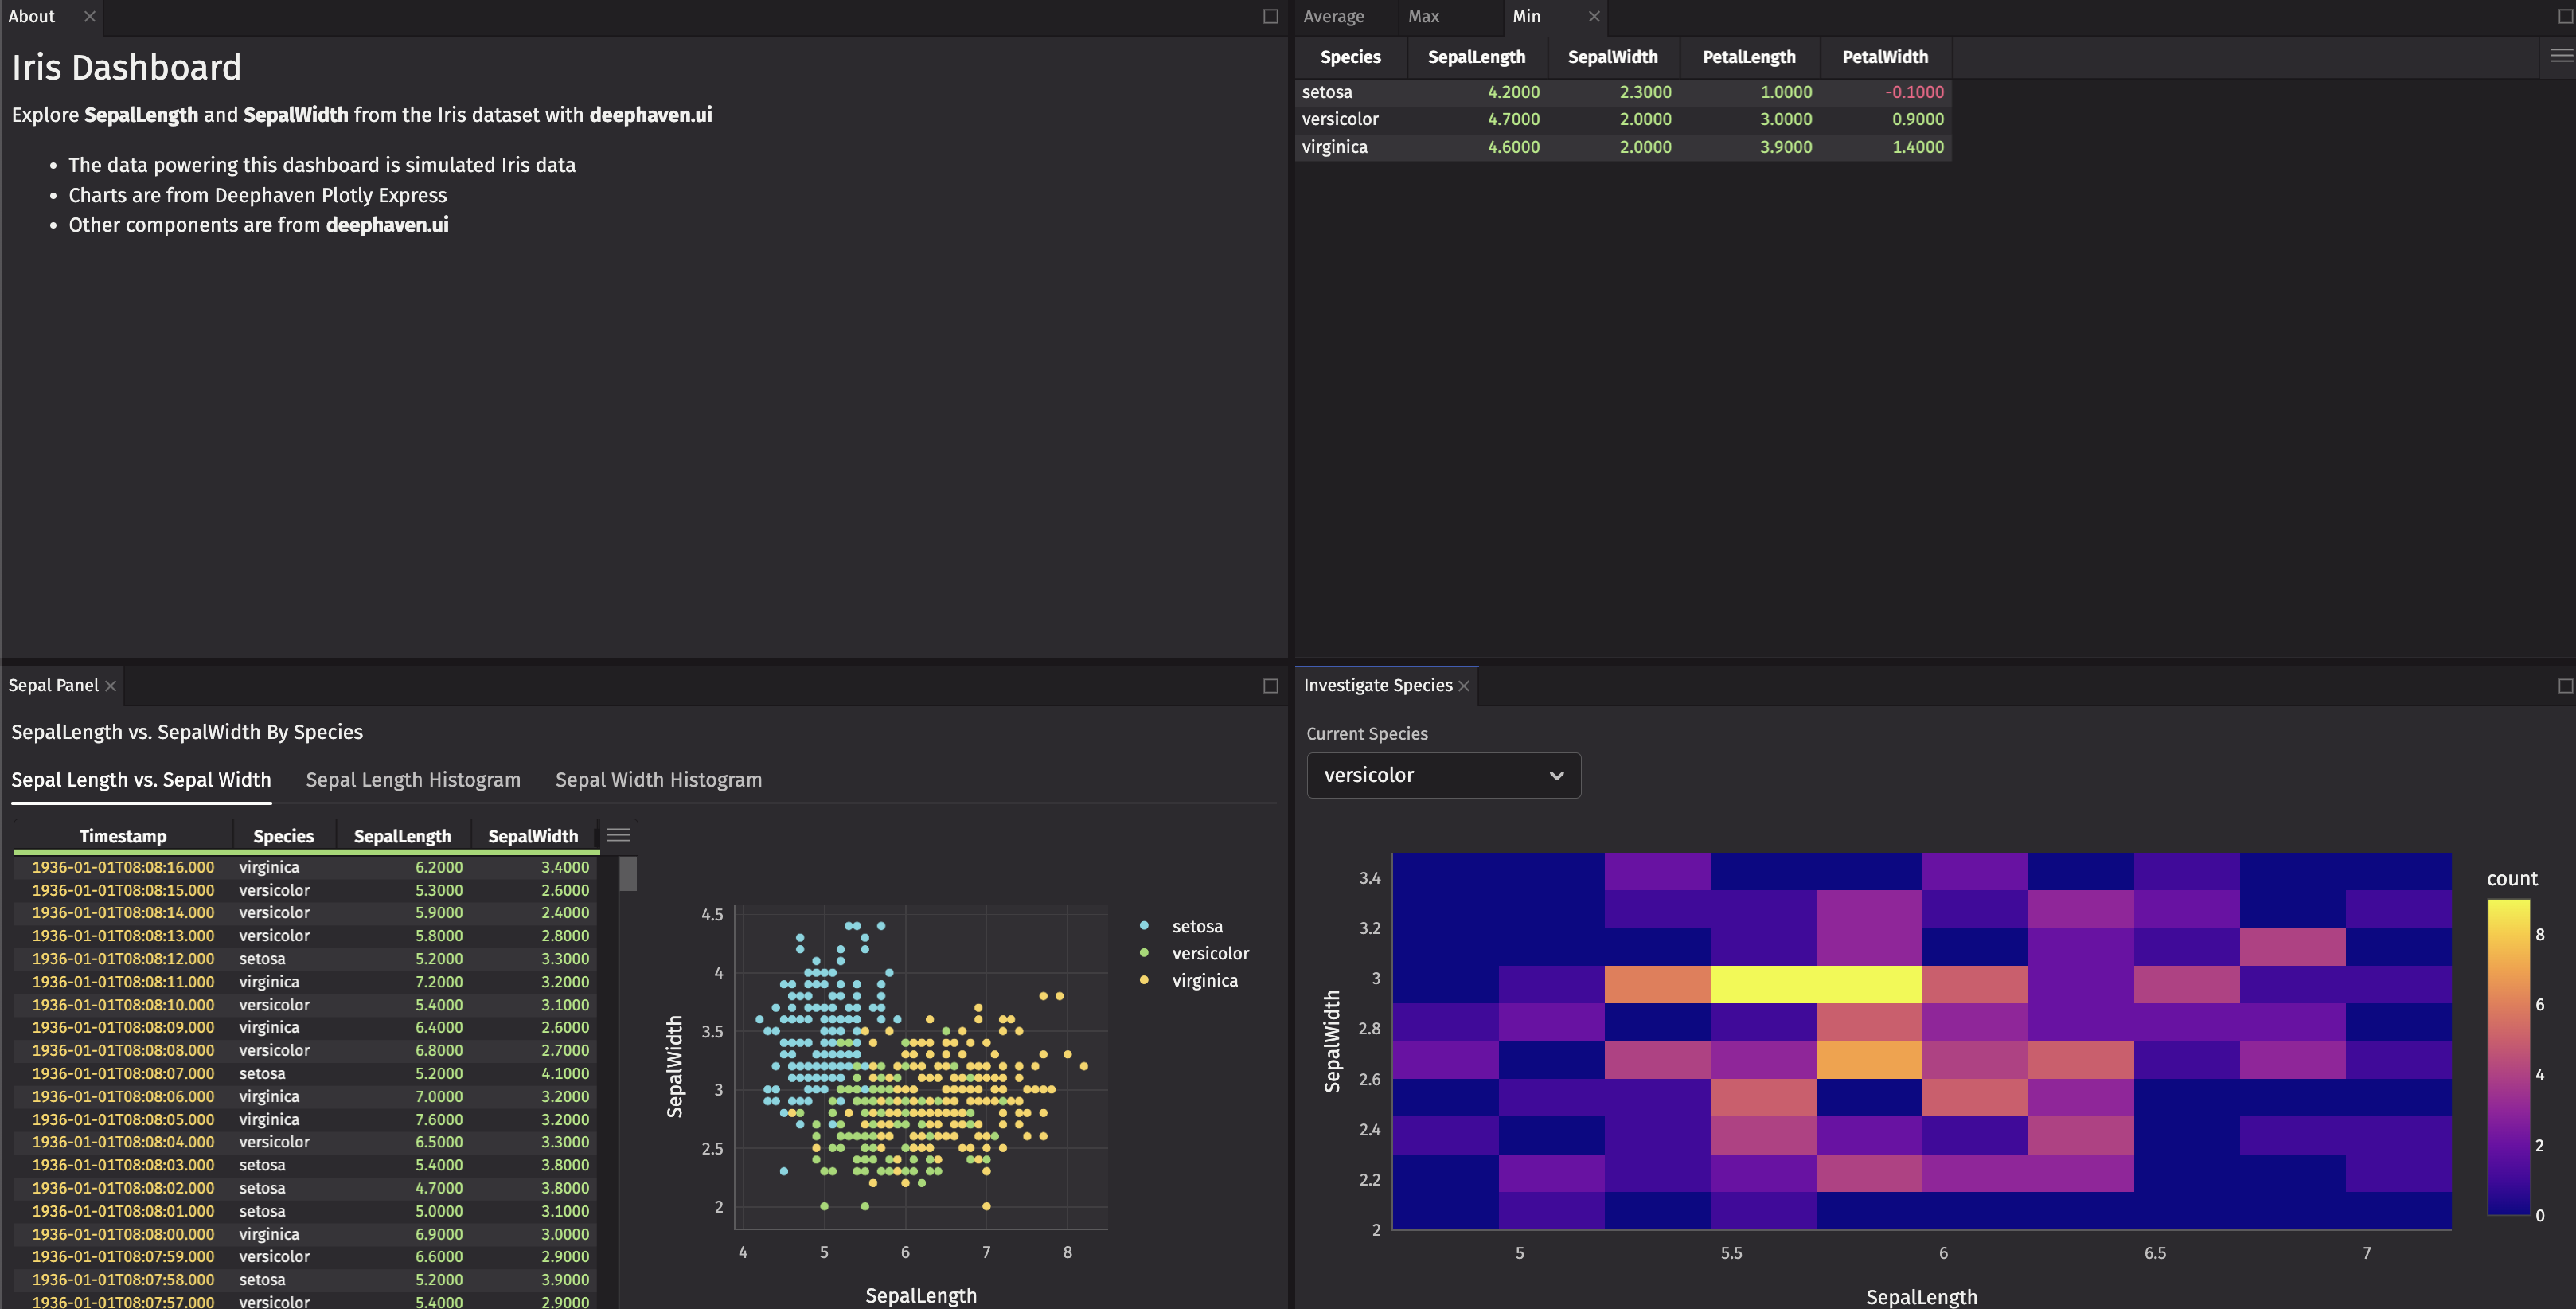 About
Iris Dashboard
Explore SepalLength and SepalWidth from the Iris dataset with deephaven.ui
• The data powering this dashboard is simulated Iris data
• Charts are from Deephaven Plotly Express
• Other components are from deephaven.ui
Average Max Min
Species SepalLength SepalWidth PetalLength PetalWidth
setosa 4.2000 2.3000 1.0000 -0.1000
versicolor 4.7000 2.0000 3.0000 0.9000
virginica 4.6000 2.0000 3.9000 1.4000
Sepal Panel
SepalLength vs. SepalWidth By Species
Sepal Length vs. Sepal Width Sepal Length Histogram Sepal Width Histogram
Timestamp Species SepalLength SepalWidth
1936-01-01T08:08:16.000 virginica 6.2000 3.4000
1936-01-01T08:08:15.000 versicolor 5.3000 2.6000
1936-01-01T08:08:14.000 versicolor 5.9000 2.4000
1936-01-01T08:08:13.000 versicolor 5.8000 2.8000
1936-01-01T08:08:12.000 setosa 5.2000 3.3000
1936-01-01T08:08:11.000 virginica 7.2000 3.2000
1936-01-01T08:08:10.000 versicolor 5.4000 3.1000
1936-01-01T08:08:09.000 virginica 6.4000 2.6000
1936-01-01T08:08:08.000 versicolor 6.8000 2.7000
1936-01-01T08:08:07.000 setosa 5.2000 4.1000
1936-01-01T08:08:06.000 virginica 7.0000 3.2000
1936-01-01T08:08:05.000 virginica 7.6000 3.2000
1936-01-01T08:08:04.000 versicolor 6.5000 3.3000
1936-01-01T08:08:03.000 setosa 5.4000 3.8000
1936-01-01T08:08:02.000 setosa 4.7000 3.8000
1936-01-01T08:08:01.000 setosa 5.0000 3.1000
1936-01-01T08:08:00.000 virginica 6.9000 3.0000
1936-01-01T08:07:59.000 versicolor 6.6000 2.9000
1936-01-01T08:07:58.000 setosa 5.2000 3.9000
1936-01-01T08:07:57.000 versicolor 5.4000 2.9000
SepalWidth
4.5
4
3.5
3
2.5
2
4 5 6 7 8
SepalLength
setosa
versicolor
virginica
Investigate Species
Current Species
versicolor
SepalWidth
3.4
3.2
3
2.8
2.6
2.4
2.2
2
5 5.5 6 6.5 7
SepalLength
count
8
6
4
2
0